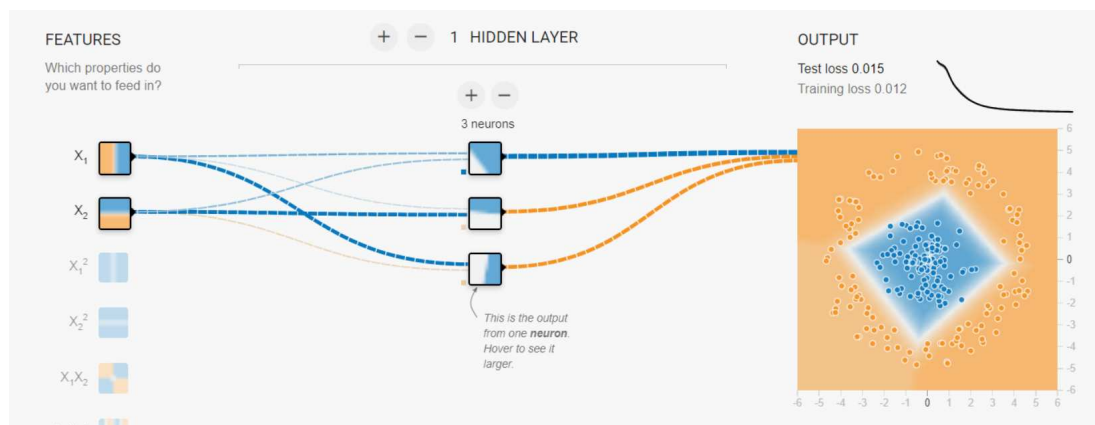 FEATURES
Which properties do
you want to feed in?
X₁
X₂
X₁²
X₂²
X₁X₂
+ − 1 HIDDEN LAYER
+ −
3 neurons
This is the output
from one neuron.
Hover to see it
larger.
OUTPUT
Test loss 0.015
Training loss 0.012
6
5
4
3
2
1
0
-1
-2
-3
-4
-5
-6
-6 -5 -4 -3 -2 -1 0 1 2 3 4 5 6